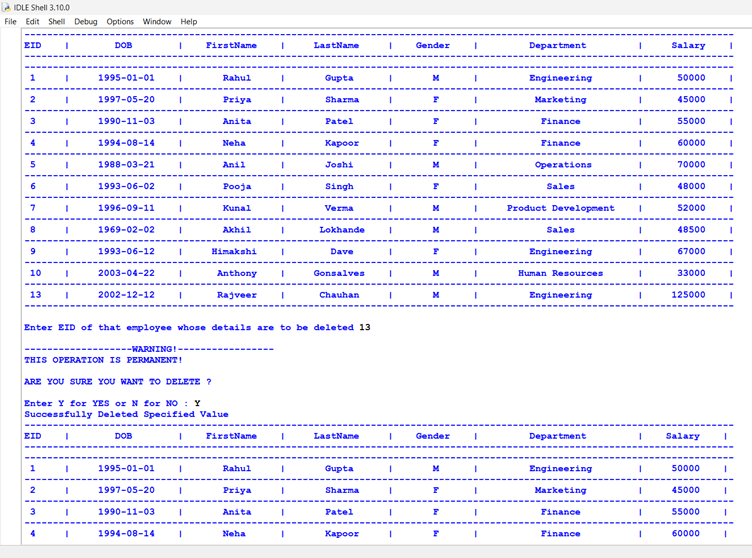 IDLE Shell 3.10.0
File Edit Shell Debug Options Window Help
EID | DOB | FirstName | LastName | Gender | Department | Salary |
1 | 1995-01-01 | Rahul | Gupta | M | Engineering | 50000 |
2 | 1997-05-20 | Priya | Sharma | F | Marketing | 45000 |
3 | 1990-11-03 | Anita | Patel | F | Finance | 55000 |
4 | 1994-08-14 | Neha | Kapoor | F | Finance | 60000 |
5 | 1988-03-21 | Anil | Joshi | M | Operations | 70000 |
6 | 1993-06-02 | Pooja | Singh | F | Sales | 48000 |
7 | 1996-09-11 | Kunal | Verma | M | Product Development | 52000 |
8 | 1969-02-02 | Akhil | Lokhande | M | Sales | 48500 |
9 | 1993-06-12 | Himakshi | Dave | F | Engineering | 67000 |
10 | 2003-04-22 | Anthony | Gonsalves | M | Human Resources | 33000 |
13 | 2002-12-12 | Rajveer | Chauhan | M | Engineering | 125000 |
Enter EID of that employee whose details are to be deleted 13
------------------WARNING!----------------
THIS OPERATION IS PERMANENT!
ARE YOU SURE YOU WANT TO DELETE ?
Enter Y for YES or N for NO : Y
Successfully Deleted Specified Value
EID | DOB | FirstName | LastName | Gender | Department | Salary |
1 | 1995-01-01 | Rahul | Gupta | M | Engineering | 50000 |
2 | 1997-05-20 | Priya | Sharma | F | Marketing | 45000 |
3 | 1990-11-03 | Anita | Patel | F | Finance | 55000 |
4 | 1994-08-14 | Neha | Kapoor | F | Finance | 60000 |